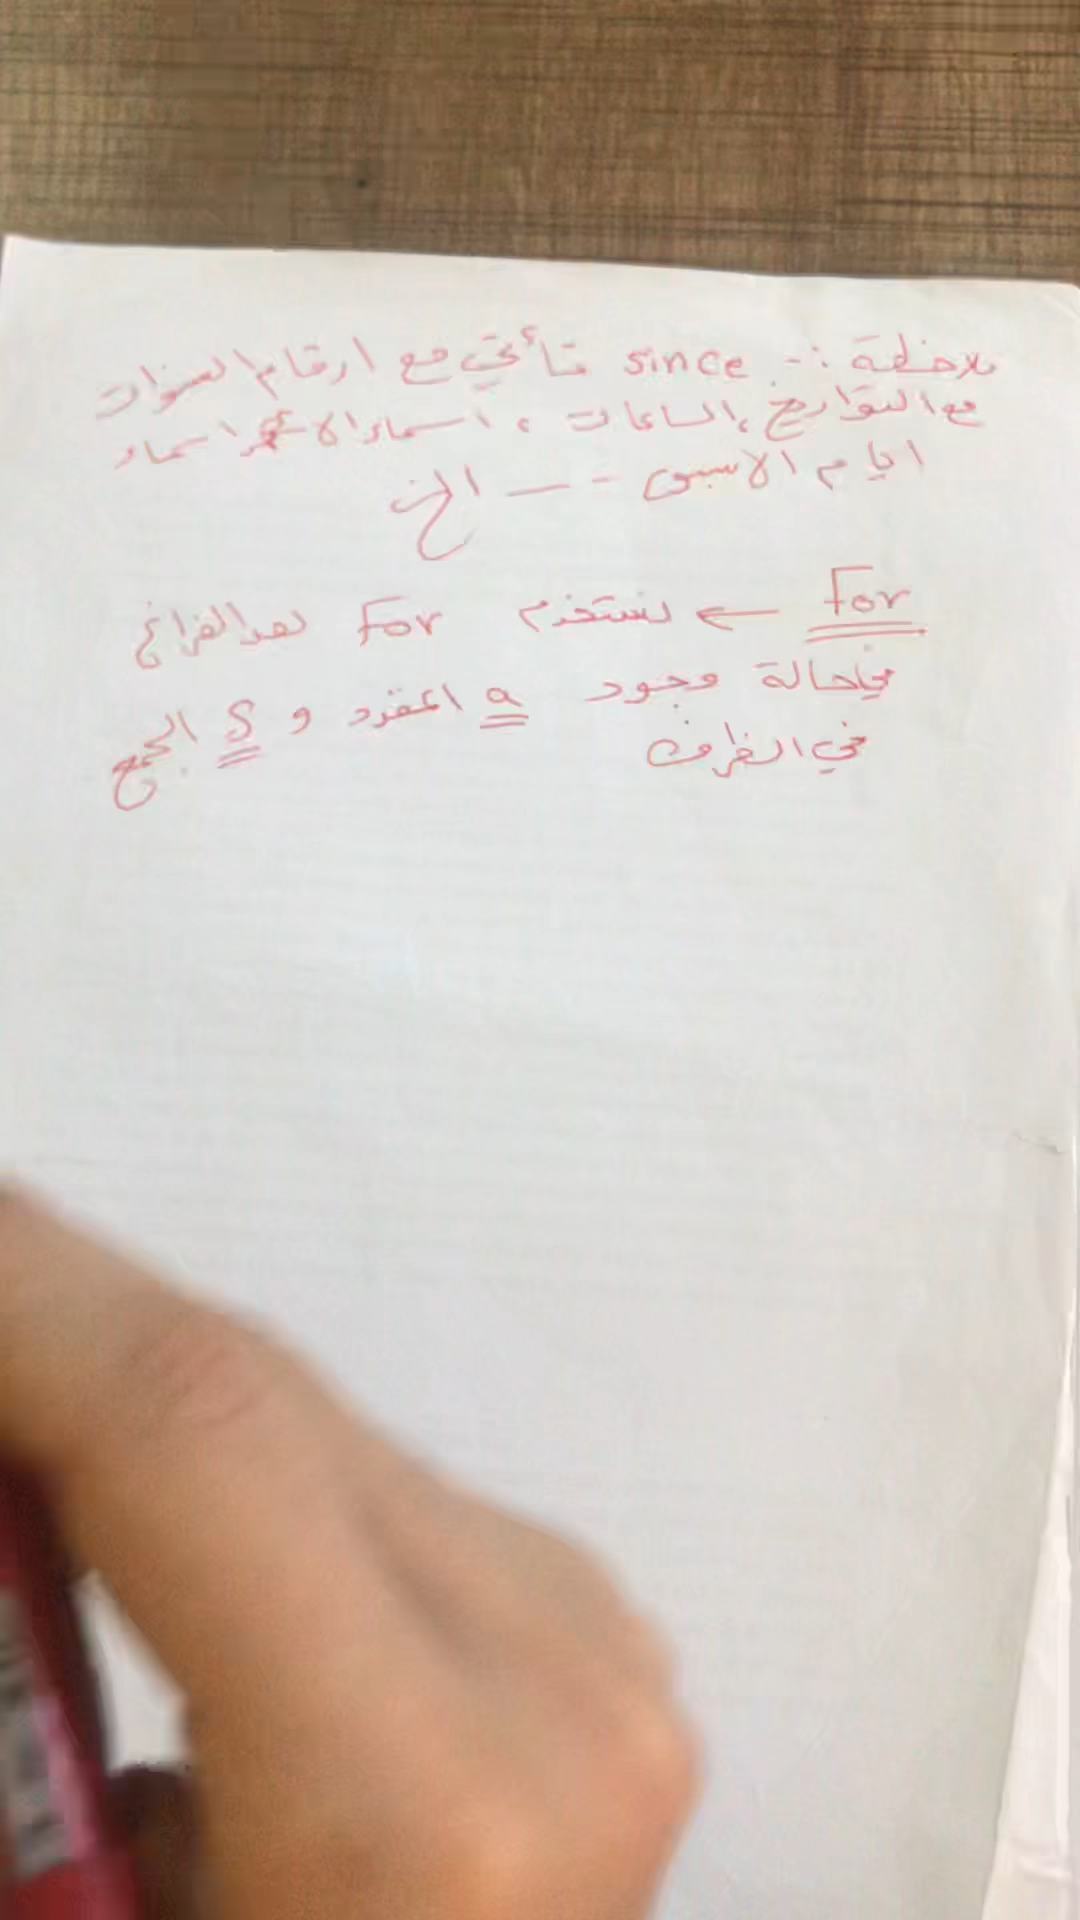 ملاحظة :- since تأتي مع ارقام السنوات
مع التواريخ ، الساعات ، اسماء الاشهر اسماء
ايام الاسبوع - — الخ
For ← نستخدم For بعد الفراغ
في حالة وجود a المفرد و S الجمع
في الظرف